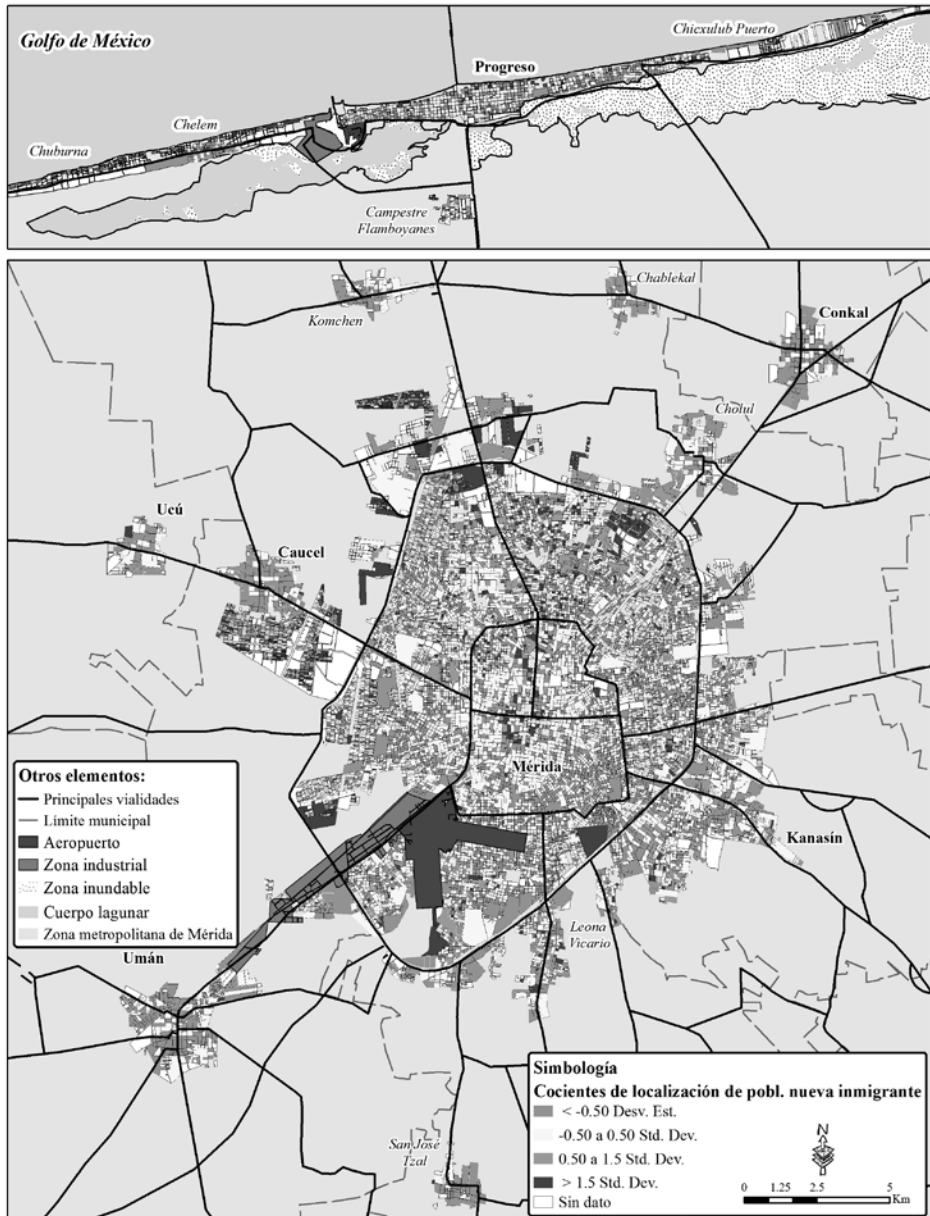 Golfo de México
Chicxulub Puerto
Progreso
Chelem
Chuburna
Campestre
Flamboyanes
Chablekal
Komchen
Conkal
Cholul
Ucú
Caucel
Mérida
Kanasín
Leona
Vicario
Umán
San José
Tzal
Otros elementos:
Principales vialidades
Límite municipal
Aeropuerto
Zona industrial
Zona inundable
Cuerpo lagunar
Zona metropolitana de Mérida
Simbología
Cocientes de localización de pobl. nueva inmigrante
< -0.50 Desv. Est.
-0.50 a 0.50 Std. Dev.
0.50 a 1.5 Std. Dev.
> 1.5 Std. Dev.
Sin dato
N
0 1.25 2.5 5
Km